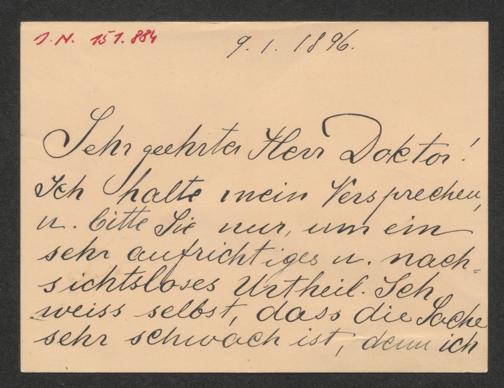 J.N. 151.884
9.1.1896.
Sehr geehrter Herr Doktor!
Ich halte mein Versprechen,
u. bitte Sie nur, um ein
sehr aufrichtiges u. nach-
sichtsloses Urtheil. Ich
weiss selbst, dass die Sache
sehr schwach ist, denn ich